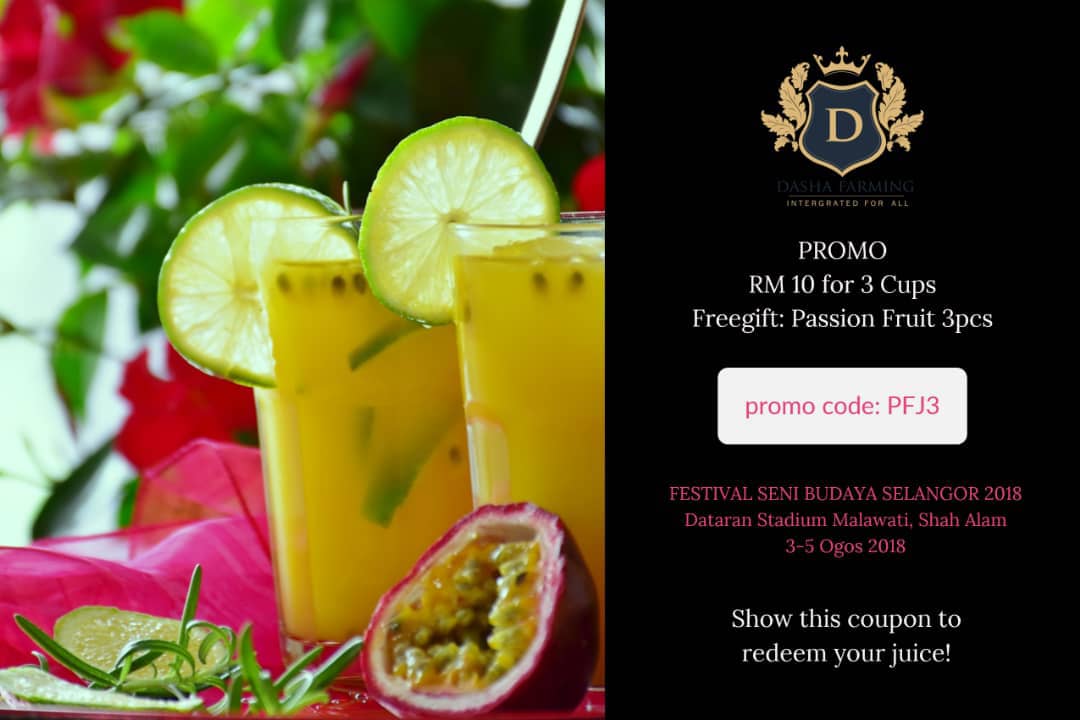 D
DASHA FARMING
INTERGRATED FOR ALL
PROMO
RM 10 for 3 Cups
Freegift: Passion Fruit 3pcs
promo code: PFJ3
FESTIVAL SENI BUDAYA SELANGOR 2018
Dataran Stadium Malawati, Shah Alam
3-5 Ogos 2018
Show this coupon to
redeem your juice!